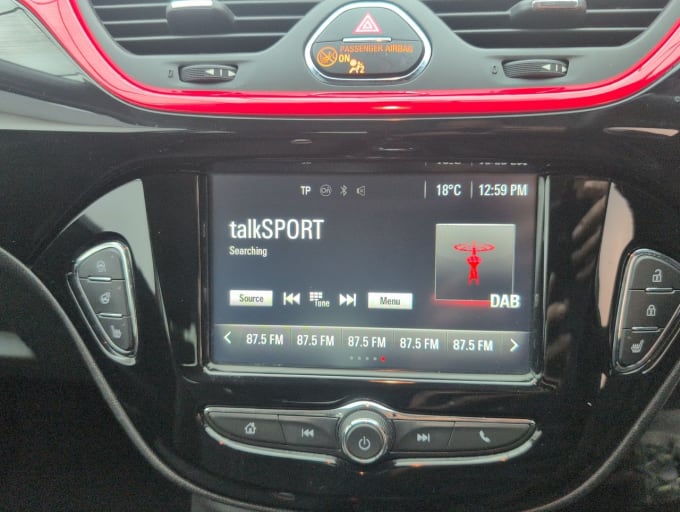 PASSENGER AIRBAG
ON
TP
18°C
12:59 PM
talkSPORT
Searching
DAB
Source
Tune
Menu
87.5 FM 87.5 FM 87.5 FM 87.5 FM 87.5 FM